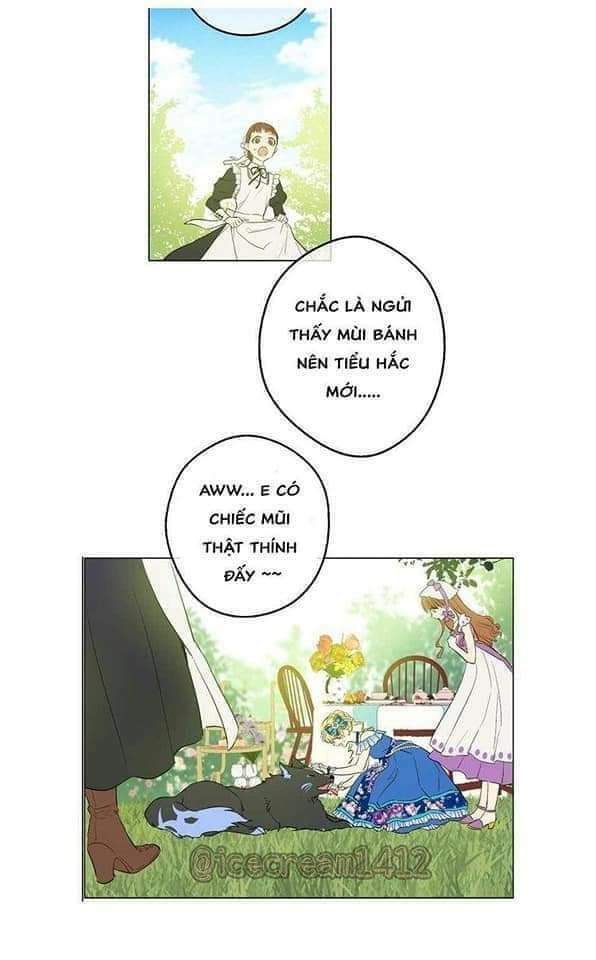 CHẮC LÀ NGỬI
THẤY MÙI BÁNH
NÊN TIỂU HẮC
MỚI.....
AWW... E CÓ
CHIẾC MŨI
THẬT THÍNH
ĐẤY ~~
@icecream1412